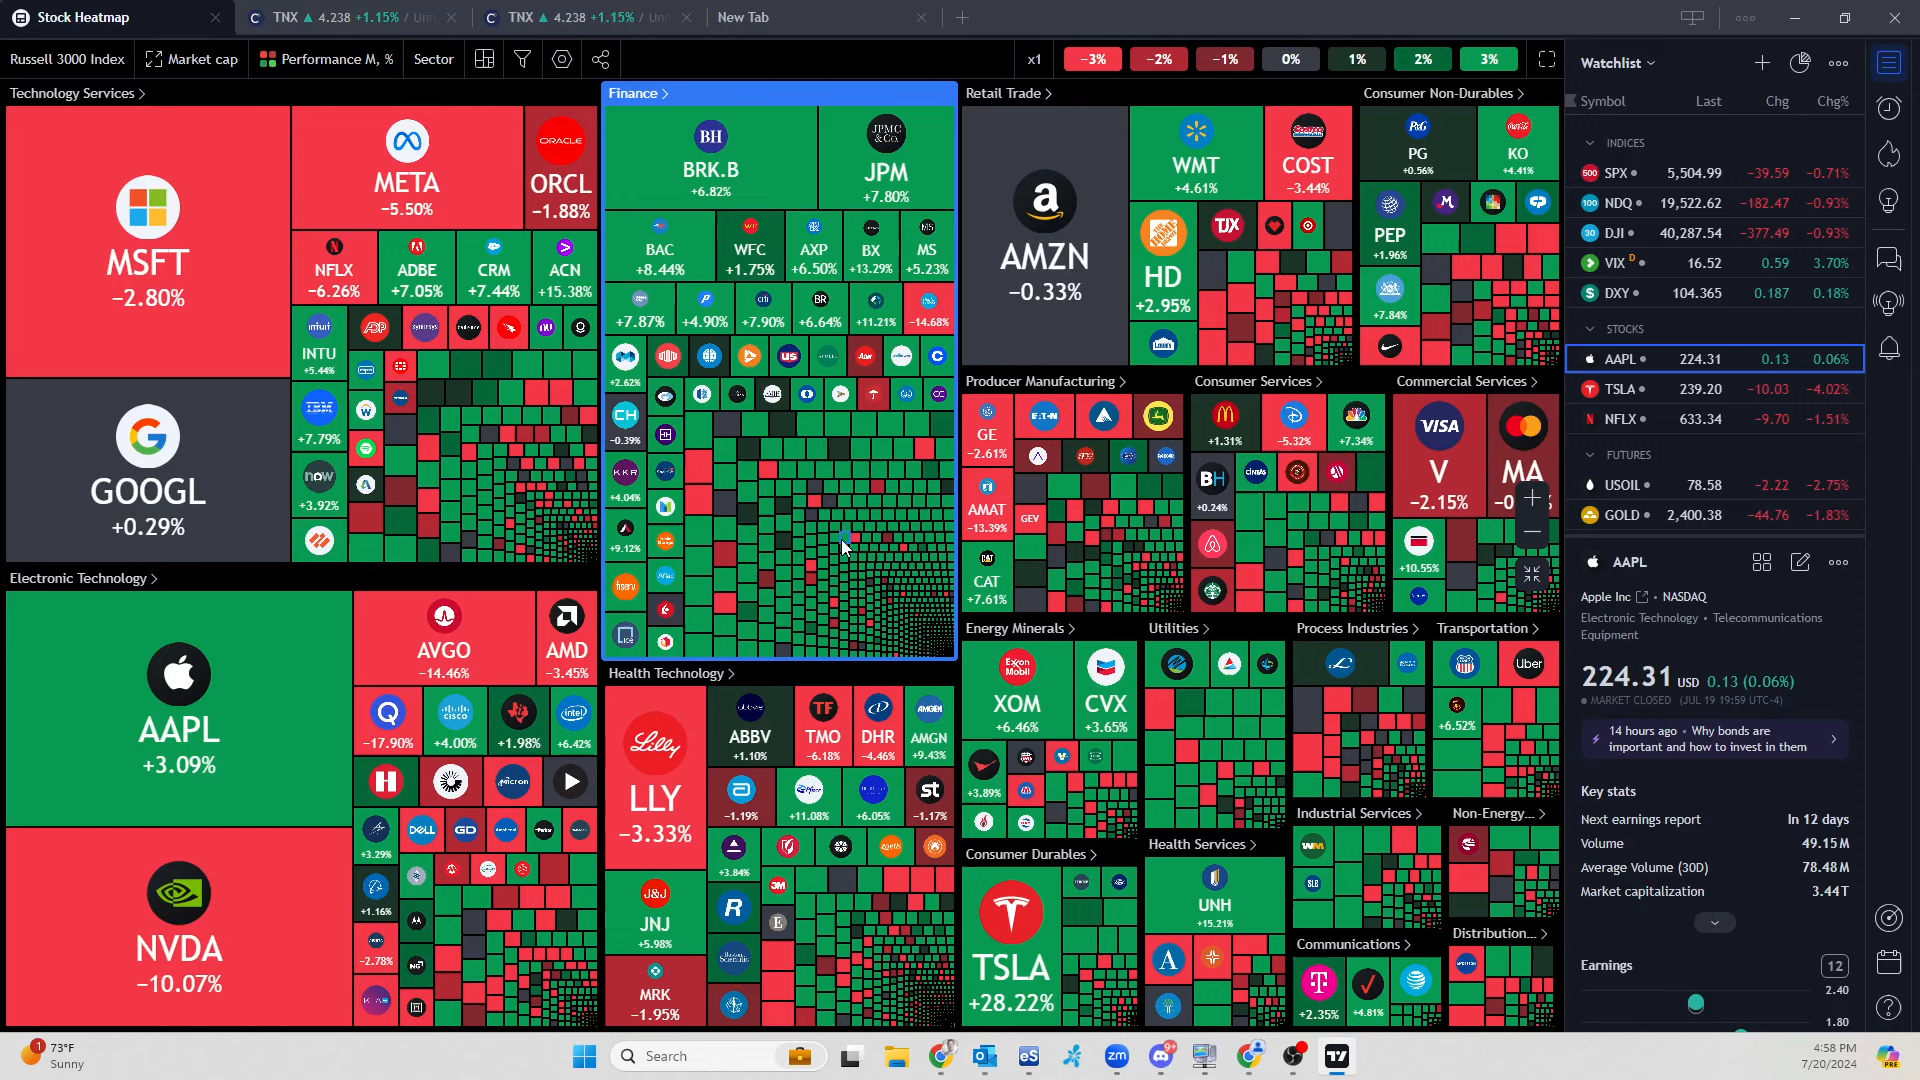 Stock Heatmap
TNX ▲ 4.238 +1.15% / Unn
TNX ▲ 4.238 +1.15% / Unn
New Tab
Russell 3000 Index
Market cap
Performance M, %
Sector
x1
−3%
−2%
−1%
0%
1%
2%
3%
Technology Services >
MSFT
−2.80%
META
−5.50%
ORACLE
ORCL
−1.88%
NFLX
−6.26%
ADBE
+7.05%
CRM
+7.44%
ACN
+15.38%
INTU
+5.44%
+7.79%
now
+3.92%
GOOGL
+0.29%
Electronic Technology >
AAPL
+3.09%
NVDA
−10.07%
AVGO
−14.46%
AMD
−3.45%
−17.90%
+4.00%
+1.98%
+6.42%
+3.29%
DELL
GD
+1.16%
−2.78%
Finance >
BH
BRK.B
+6.82%
JPMC & Co.
JPM
+7.80%
BAC
+8.44%
WFC
+1.75%
AXP
+6.50%
BX
+13.29%
MS
+5.23%
+7.87%
+4.90%
+7.90%
+6.64%
+11.21%
−14.68%
+2.62%
−0.39%
+4.04%
+9.12%
Health Technology >
Lilly
LLY
−3.33%
ABBV
+1.10%
TMO
−6.18%
DHR
−4.46%
AMGN
+9.43%
−1.19%
+11.08%
+6.05%
−1.17%
+3.84%
J&J
JNJ
+5.98%
MRK
−1.95%
Retail Trade >
AMZN
−0.33%
WMT
+4.61%
COST
−3.44%
HD
+2.95%
TJX
Consumer Non-Durables >
P&G
PG
+0.56%
KO
+4.41%
PEP
+1.96%
+7.84%
Producer Manufacturing >
GE
−2.61%
AMAT
−13.39%
CAT
+7.61%
GEV
Consumer Services >
+1.31%
−5.32%
+7.34%
BH
+0.24%
Commercial Services >
VISA
V
−2.15%
MA
+10.55%
Energy Minerals >
XOM
+6.46%
CVX
+3.65%
+3.89%
Utilities >
Process Industries >
Transportation >
Uber
+6.52%
Consumer Durables >
TSLA
+28.22%
Health Services >
UNH
+15.21%
Industrial Services >
WM
SLB
Non-Energy... >
Communications >
+2.35%
+4.81%
Distribution... >
Watchlist
Symbol Last Chg Chg%
INDICES
SPX 5,504.99 −39.59 −0.71%
NDQ 19,522.62 −182.47 −0.93%
DJI 40,287.54 −377.49 −0.93%
VIX D 16.52 0.59 3.70%
DXY 104.365 0.187 0.18%
STOCKS
AAPL 224.31 0.13 0.06%
TSLA 239.20 −10.03 −4.02%
NFLX 633.34 −9.70 −1.51%
FUTURES
USOIL 78.58 −2.22 −2.75%
GOLD 2,400.38 −44.76 −1.83%
AAPL
Apple Inc • NASDAQ
Electronic Technology • Telecommunications
Equipment
224.31 USD 0.13 (0.06%)
MARKET CLOSED (JUL 19 19:59 UTC-4)
14 hours ago • Why bonds are
important and how to invest in them
Key stats
Next earnings report In 12 days
Volume 49.15M
Average Volume (30D) 78.48M
Market capitalization 3.44T
Earnings 12
2.40
1.80
73°F
Sunny
Search
4:58 PM
7/20/2024